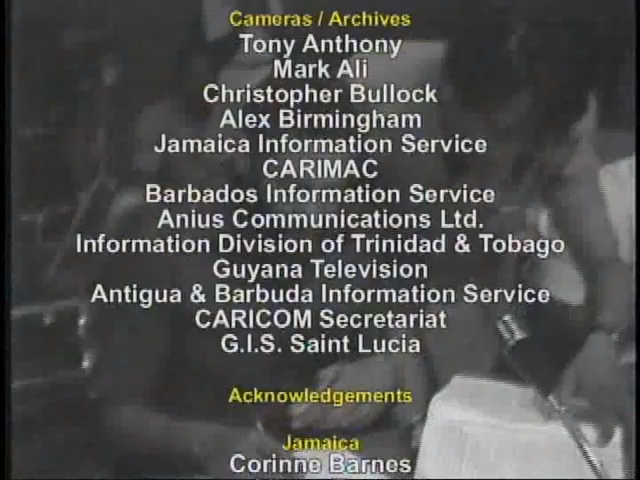 Cameras / Archives
Tony Anthony
Mark Ali
Christopher Bullock
Alex Birmingham
Jamaica Information Service
CARIMAC
Barbados Information Service
Anius Communications Ltd.
Information Division of Trinidad & Tobago
Guyana Television
Antigua & Barbuda Information Service
CARICOM Secretariat
G.I.S. Saint Lucia
Acknowledgements
Jamaica
Corinne Barnes